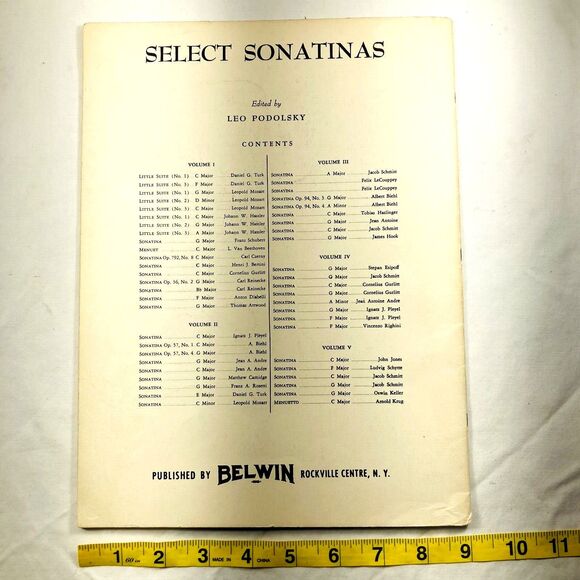 SELECT SONATINAS
Edited by
LEO PODOLSKY
CONTENTS
VOLUME I
LITTLE SUITE (No. 1) C Major Daniel G. Turk
LITTLE SUITE (No. 3) F Major Daniel G. Turk
LITTLE SUITE (No. 1) G Major Leopold Mozart
LITTLE SUITE (No. 2) D Minor Leopold Mozart
LITTLE SUITE (No. 3) C Major Leopold Mozart
LITTLE SUITE (No. 1) C Major Johann W. Hassler
LITTLE SUITE (No. 2) G Major Johann W. Hassler
LITTLE SUITE (No. 3) A Major Johann W. Hassler
SONATINA G Major Franz Schubert
MENUET C Major L. Van Beethoven
SONATINA Op. 792, No. 8 C Major Carl Czerny
SONATINA C Major Henri J. Bertini
SONATINA C Major Cornelius Gurlitt
SONATINA Op. 56, No. 2 G Major Carl Reinecke
SONATINA Bb Major Carl Reinecke
SONATINA F Major Anton Diabelli
SONATINA G Major Thomas Attwood
VOLUME II
SONATINA C Major Ignatz J. Pleyel
SONATINA Op. 57, No. 1 C Major A. Biehl
SONATINA Op. 57, No. 4 G Major A. Biehl
SONATINA G Major Jean A. Andre
SONATINA C Major Jean A. Andre
SONATINA G Major Matthew Camidge
SONATINA G Major Franz A. Rosetti
SONATINA E Major Daniel G. Turk
SONATINA C Minor Leopold Mozart
VOLUME III
SONATINA A Major Jacob Schmitt
SONATINA Felix LeCouppey
SONATINA Felix LeCouppey
SONATINA Op. 94, No. 3 G Major Albert Biehl
SONATINA Op. 94, No. 4 A Minor Albert Biehl
SONATINA C Major Tobias Haslinger
SONATINA G Major Jean Antoine
SONATINA C Major Jacob Schmitt
SONATINA G Major James Hook
VOLUME IV
SONATINA G Major Stepan Esipoff
SONATINA G Major Jacob Schmitt
SONATINA C Major Cornelius Gurlitt
SONATINA G Major Cornelius Gurlitt
SONATINA A Minor Jean Antoine Andre
SONATINA G Major Ignatz J. Pleyel
SONATINA F Major Ignatz J. Pleyel
SONATINA F Major Vincenzo Righini
VOLUME V
SONATINA C Major John Jones
SONATINA F Major Ludvig Schytte
SONATINA C Major Jacob Schmitt
SONATINA G Major Jacob Schmitt
SONATINA G Major Oswin Keller
MENUETTO C Major Arnold Krug
PUBLISHED BY BELWIN ROCKVILLE CENTRE, N. Y.
1 60 in 2 3 MADE IN 4 CHINA 5 6 7 8 9 10 11